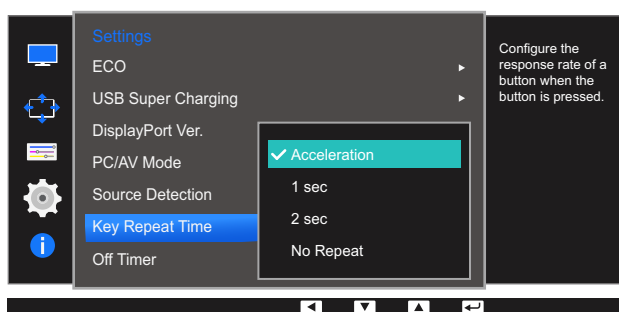 Settings
ECO
USB Super Charging
DisplayPort Ver.
PC/AV Mode
Source Detection
Key Repeat Time
Off Timer
Acceleration
1 sec
2 sec
No Repeat
Configure the
response rate of a
button when the
button is pressed.